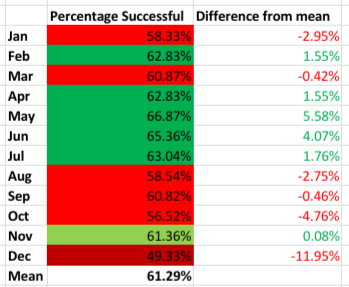 Percentage Successful Difference from mean
Jan 58.33% -2.95%
Feb 62.83% 1.55%
Mar 60.87% -0.42%
Apr 62.83% 1.55%
May 66.87% 5.58%
Jun 65.36% 4.07%
Jul 63.04% 1.76%
Aug 58.54% -2.75%
Sep 60.82% -0.46%
Oct 56.52% -4.76%
Nov 61.36% 0.08%
Dec 49.33% -11.95%
Mean 61.29%